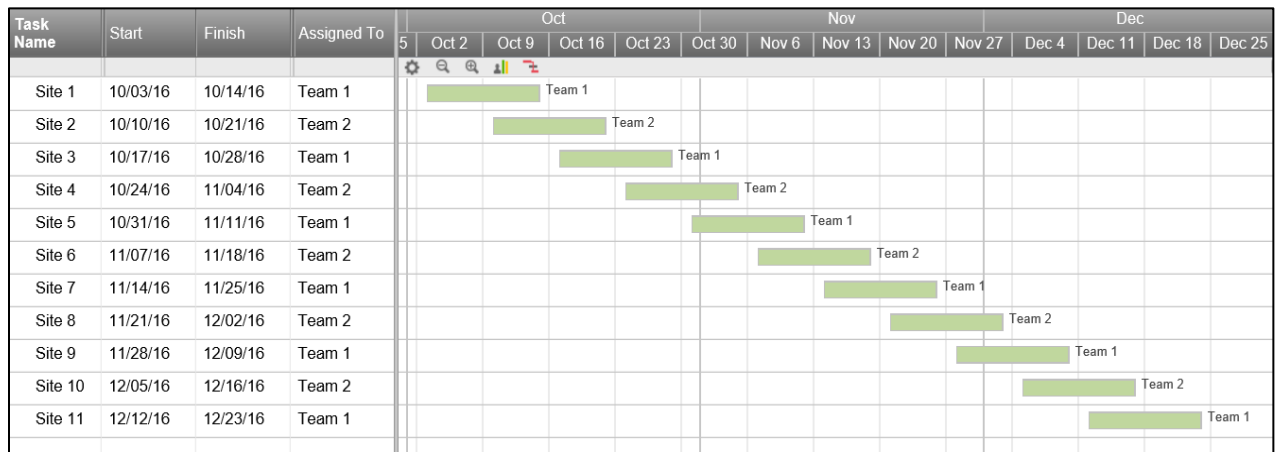 Task Name Start Finish Assigned To Oct Nov Dec
5 Oct 2 Oct 9 Oct 16 Oct 23 Oct 30 Nov 6 Nov 13 Nov 20 Nov 27 Dec 4 Dec 11 Dec 18 Dec 25
Site 1 10/03/16 10/14/16 Team 1 Team 1
Site 2 10/10/16 10/21/16 Team 2 Team 2
Site 3 10/17/16 10/28/16 Team 1 Team 1
Site 4 10/24/16 11/04/16 Team 2 Team 2
Site 5 10/31/16 11/11/16 Team 1 Team 1
Site 6 11/07/16 11/18/16 Team 2 Team 2
Site 7 11/14/16 11/25/16 Team 1 Team 1
Site 8 11/21/16 12/02/16 Team 2 Team 2
Site 9 11/28/16 12/09/16 Team 1 Team 1
Site 10 12/05/16 12/16/16 Team 2 Team 2
Site 11 12/12/16 12/23/16 Team 1 Team 1